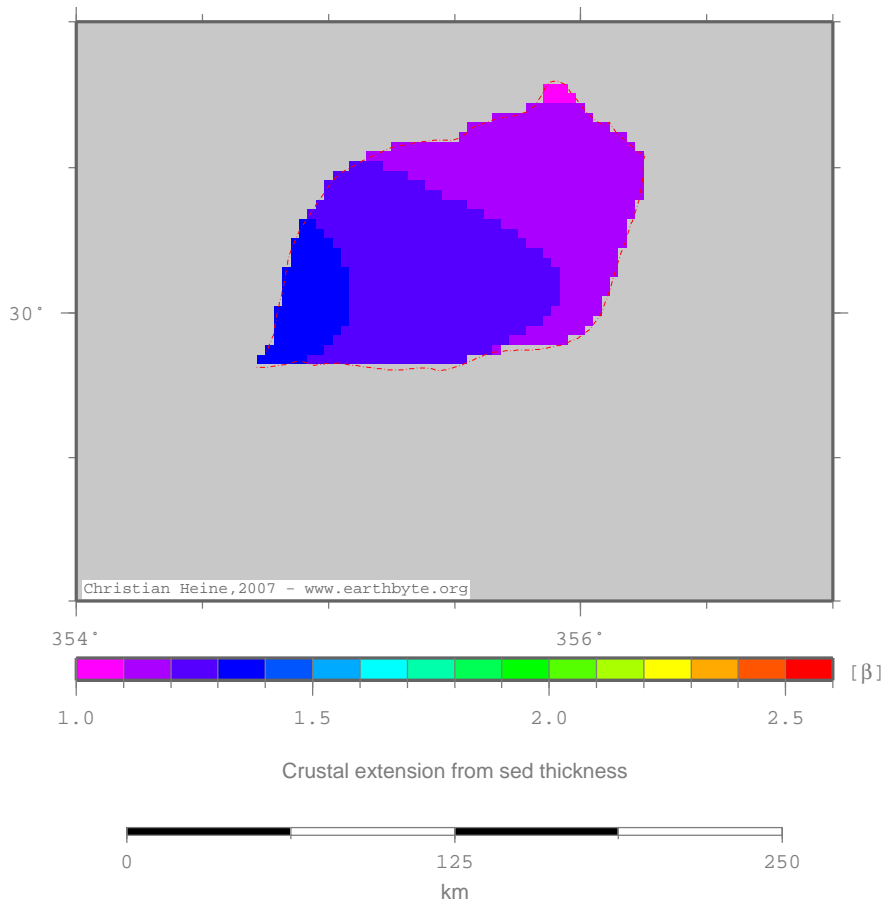 30°
Christian Heine,2007 - www.earthbyte.org
354° 356°
[β]
1.0 1.5 2.0 2.5
Crustal extension from sed thickness
0 125 250
km